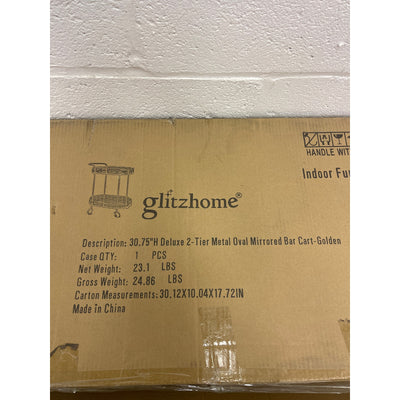 HANDLE WIT
Indoor Fu
glitzhome®
Description: 30.75"H Deluxe 2-Tier Metal Oval Mirrored Bar Cart-Golden
Case QTY: 1 PCS
Net Weight: 23.1 LBS
Gross Weight: 24.86 LBS
Carton Measurements: 30.12X10.04X17.72IN
Made in China